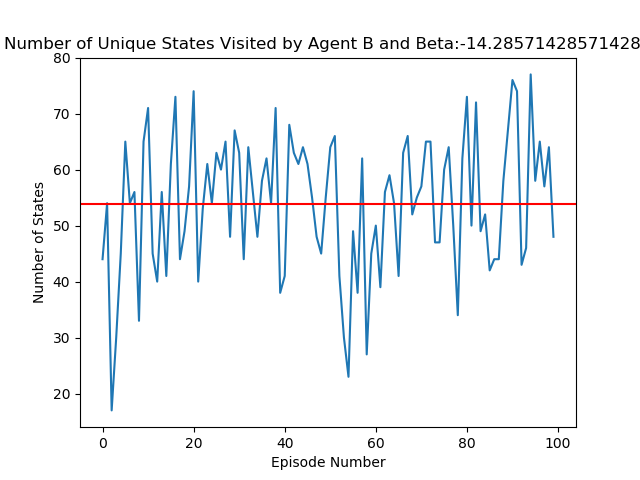 Number of Unique States Visited by Agent B and Beta:-14.28571428571428
80
70
60
50
40
30
20
Number of States
0 20 40 60 80 100
Episode Number